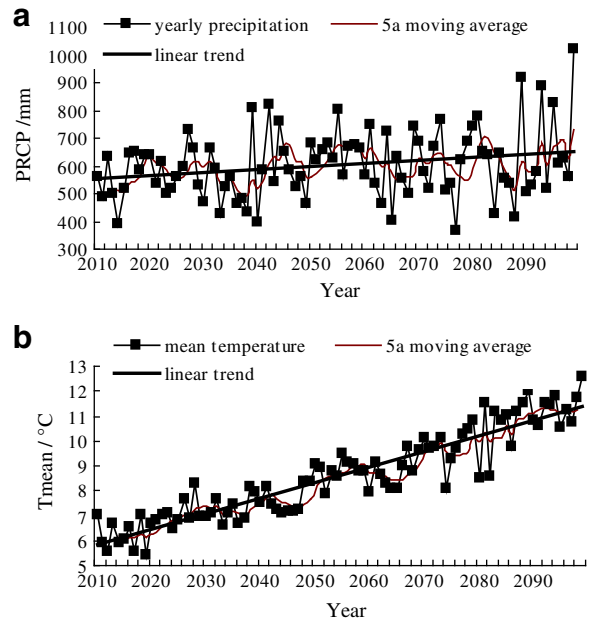 a
yearly precipitation 5a moving average
linear trend
PRCP /mm
1100
1000
900
800
700
600
500
400
300
2010 2020 2030 2040 2050 2060 2070 2080 2090
Year
b
mean temperature 5a moving average
linear trend
Tmean / °C
13
12
11
10
9
8
7
6
5
2010 2020 2030 2040 2050 2060 2070 2080 2090
Year